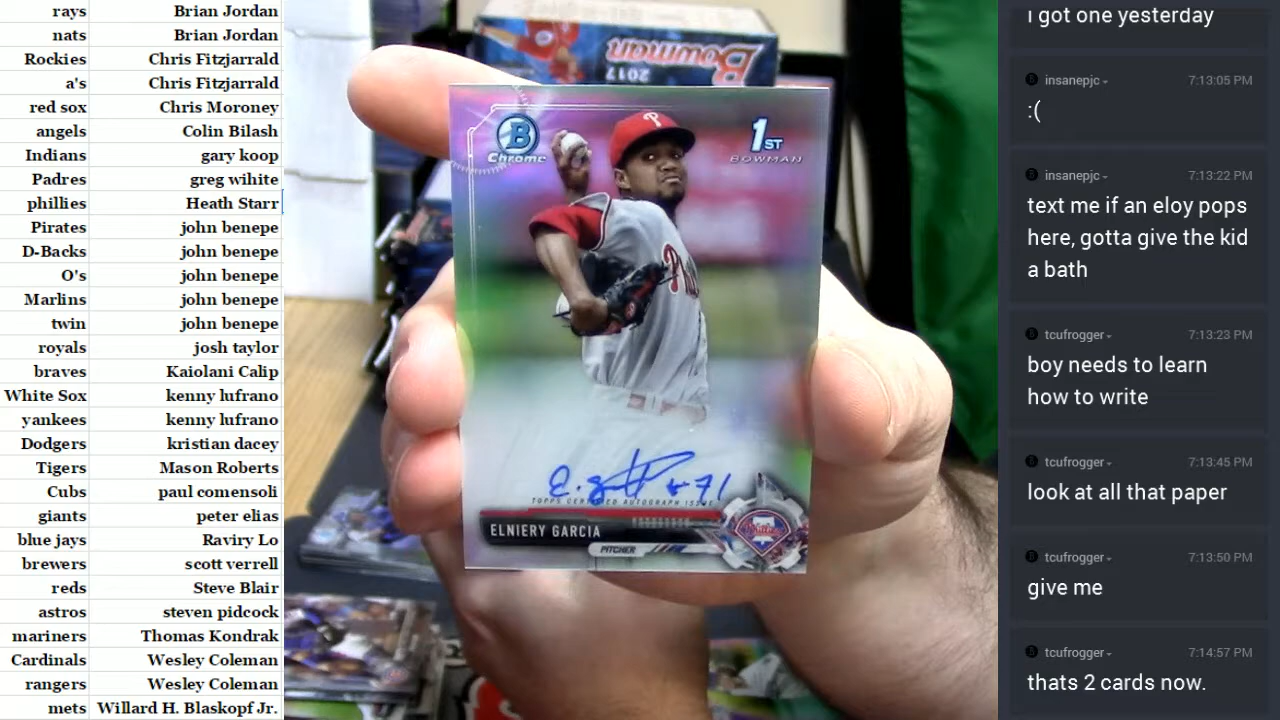 rays Brian Jordan
nats Brian Jordan
Rockies Chris Fitzjarrald
a's Chris Fitzjarrald
red sox Chris Moroney
angels Colin Bilash
Indians gary koop
Padres greg wihite
phillies Heath Starr
Pirates john benepe
D-Backs john benepe
O's john benepe
Marlins john benepe
twin john benepe
royals josh taylor
braves Kaiolani Calip
White Sox kenny lufrano
yankees kenny lufrano
Dodgers kristian dacey
Tigers Mason Roberts
Cubs paul comensoli
giants peter elias
blue jays Raviry Lo
brewers scott verrell
reds Steve Blair
astros steven pidcock
mariners Thomas Kondrak
Cardinals Wesley Coleman
rangers Wesley Coleman
mets Willard H. Blaskopf Jr.
2017
Bowman
B
Chrome
1ST
BOWMAN
P
Phi
#71
TOPPS CERTIFIED AUTOGRAPH ISSUE
ELNIERY GARCIA
PITCHER
Phillies
i got one yesterday
insanepjc 7:13:05 PM
:(
insanepjc 7:13:22 PM
text me if an eloy pops
here, gotta give the kid
a bath
tcufrogger 7:13:23 PM
boy needs to learn
how to write
tcufrogger 7:13:45 PM
look at all that paper
tcufrogger 7:13:50 PM
give me
tcufrogger 7:14:57 PM
thats 2 cards now.